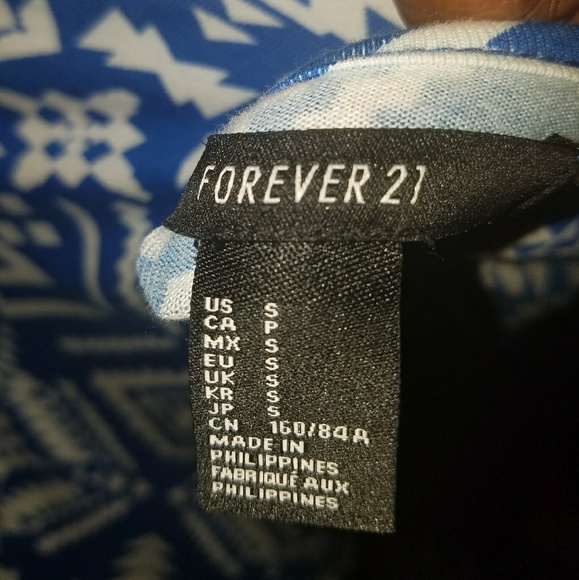 FOREVER 21
US S
CA P
MX S
EU S
UK S
KR S
JP S
CN 160/84A
MADE IN
PHILIPPINES
FABRIQUÉ AUX
PHILIPPINES